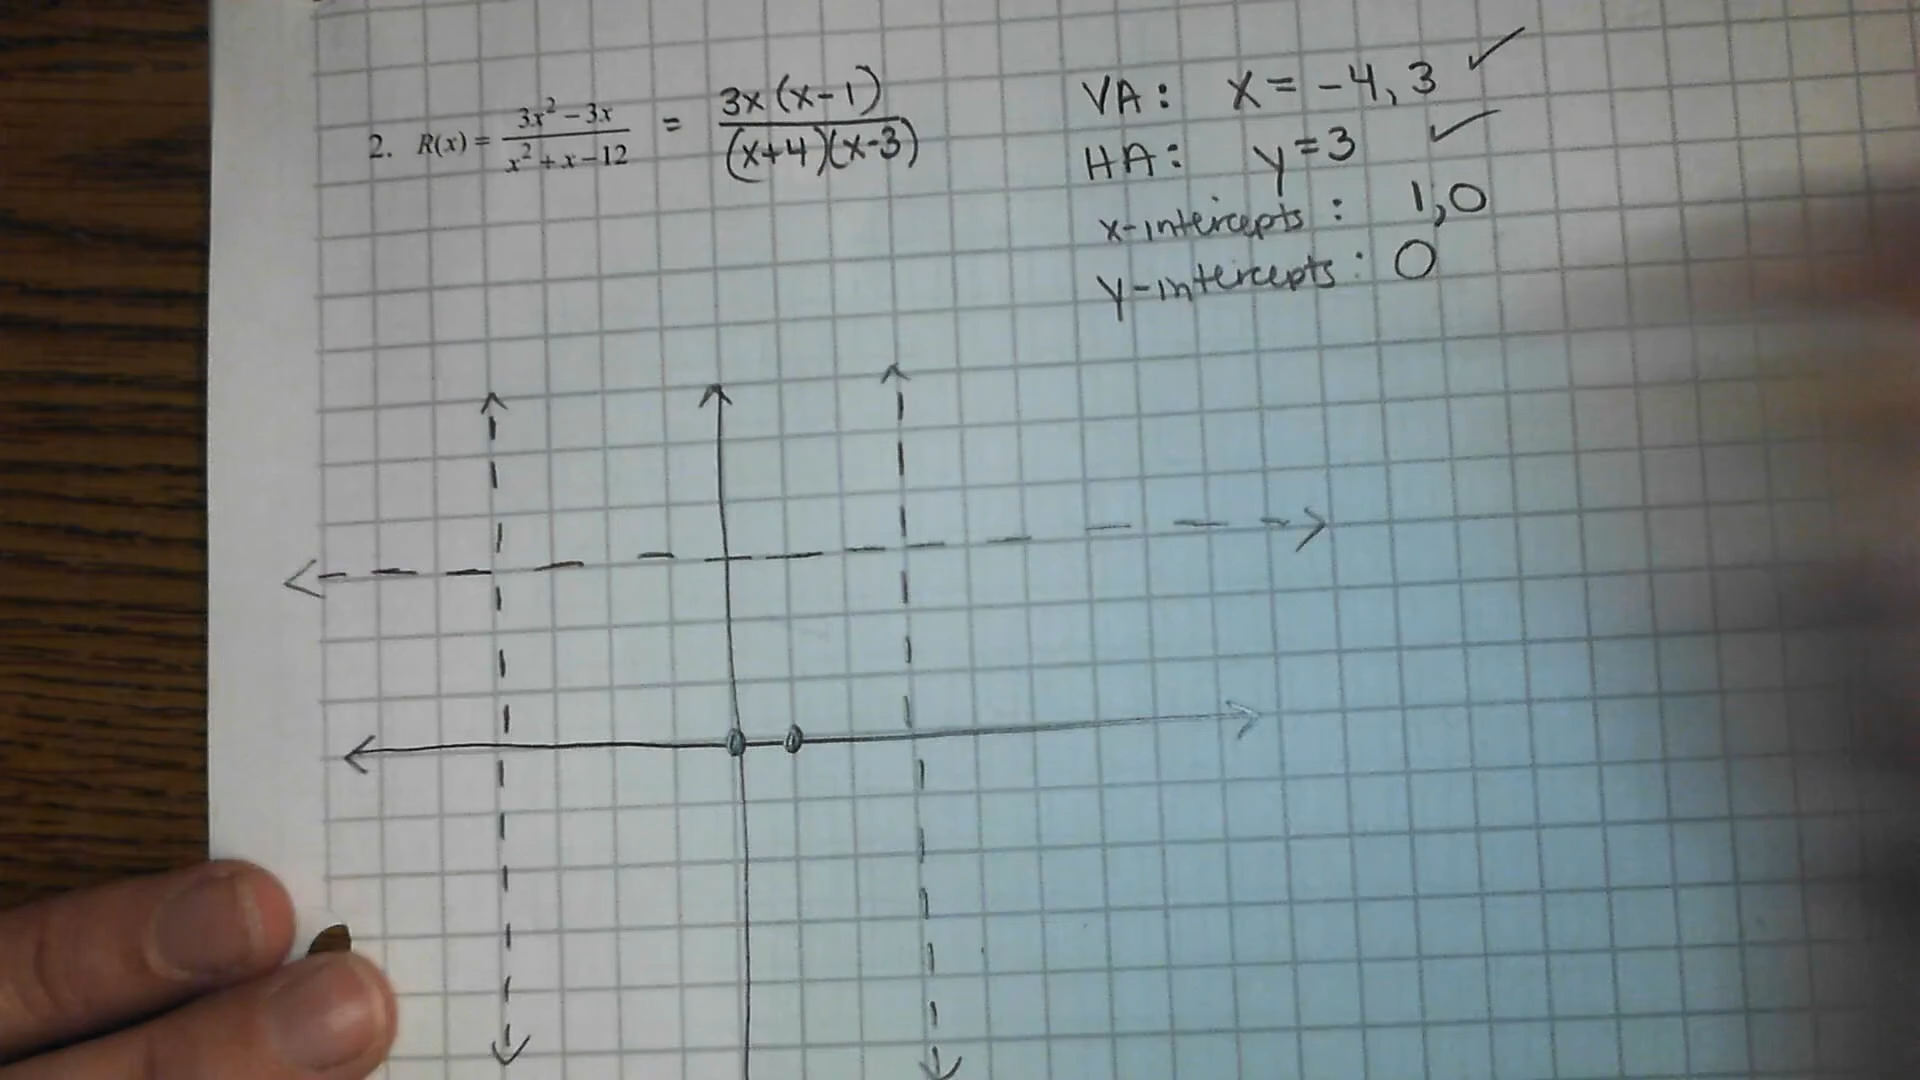 2. R(x) = 3x² − 3x / x² + x − 12 = 3x(x−1) / (x+4)(x−3)
VA: x = −4, 3 ✓
HA: y = 3 ✓
x-intercepts: 1, 0
y-intercepts: 0